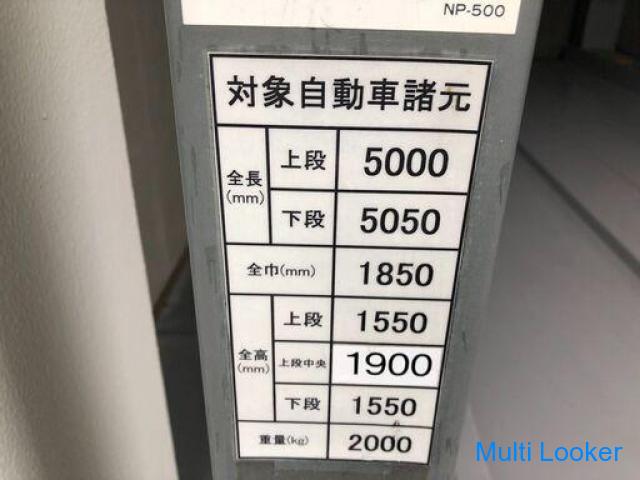 NP-500
対象自動車諸元
全長(mm) 上段 5000
下段 5050
全巾(mm) 1850
全高(mm) 上段 1550
上段中央 1900
下段 1550
重量(kg) 2000
Multi Looker